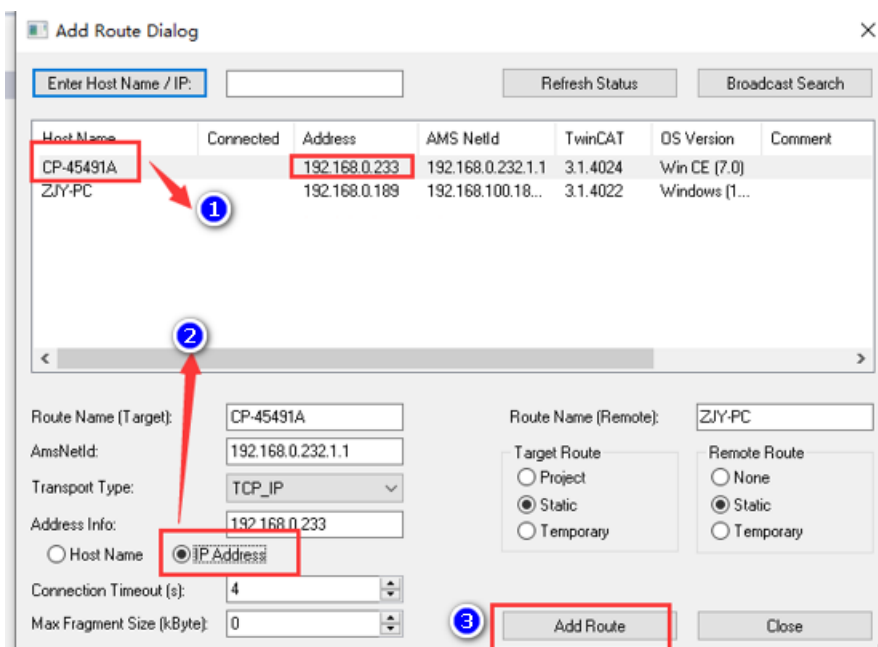 Add Route Dialog
Enter Host Name / IP: Refresh Status Broadcast Search
Host Name Connected Address AMS NetId TwinCAT OS Version Comment
CP-45491A 192.168.0.233 192.168.0.232.1.1 3.1.4024 Win CE (7.0)
ZJY-PC 192.168.0.189 192.168.100.18... 3.1.4022 Windows (1...
1
2
Route Name (Target): CP-45491A Route Name (Remote): ZJY-PC
AmsNetId: 192.168.0.232.1.1 Target Route Remote Route
Transport Type: TCP_IP Project None
Address Info: 192.168.0.233 Static Static
Host Name IP Address Temporary Temporary
Connection Timeout (s): 4
Max Fragment Size (kByte): 0 3 Add Route Close